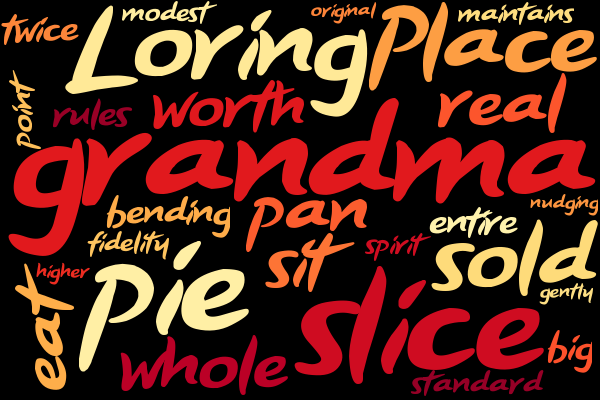 twice
modest
Loring
original
Place
maintains
point
rules
worth
real
grandma
nudging
bending
pan
entire
fidelity
sit
spirit
sold
higher
pie
gently
eat
whole
slice
big
standard